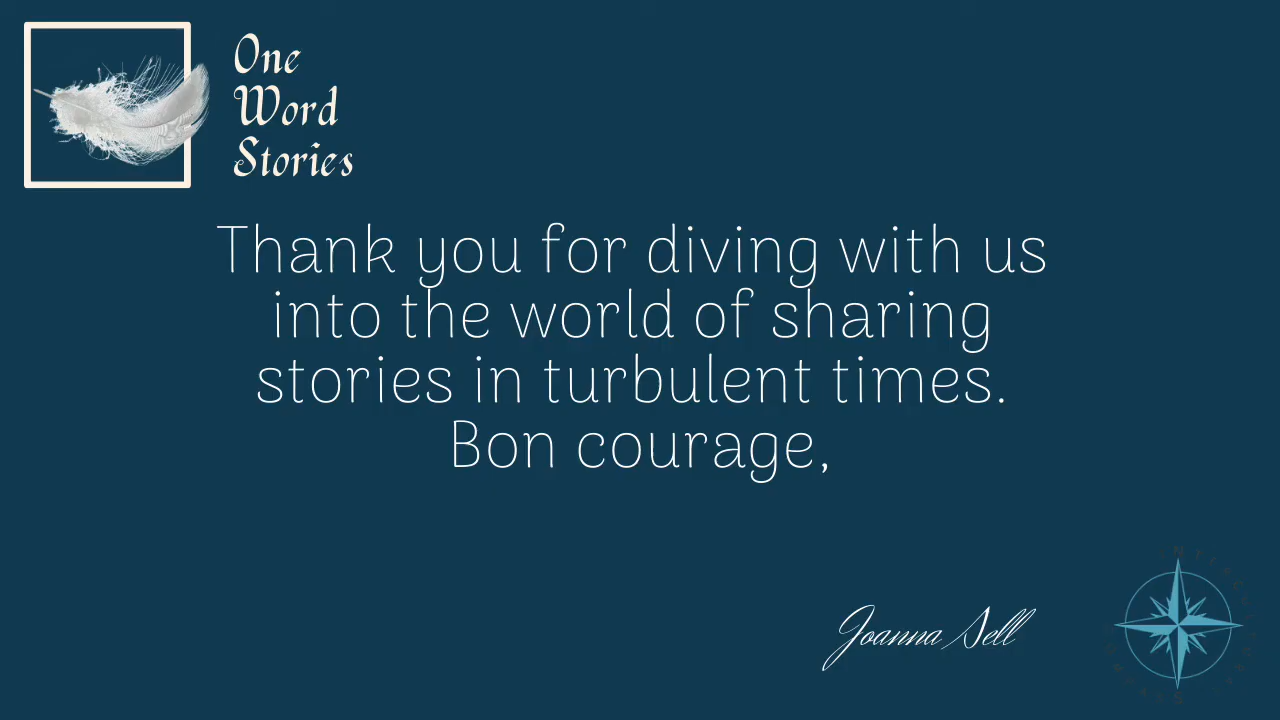 One
Word
Stories
Thank you for diving with us
into the world of sharing
stories in turbulent times.
Bon courage,
Joanna Sell